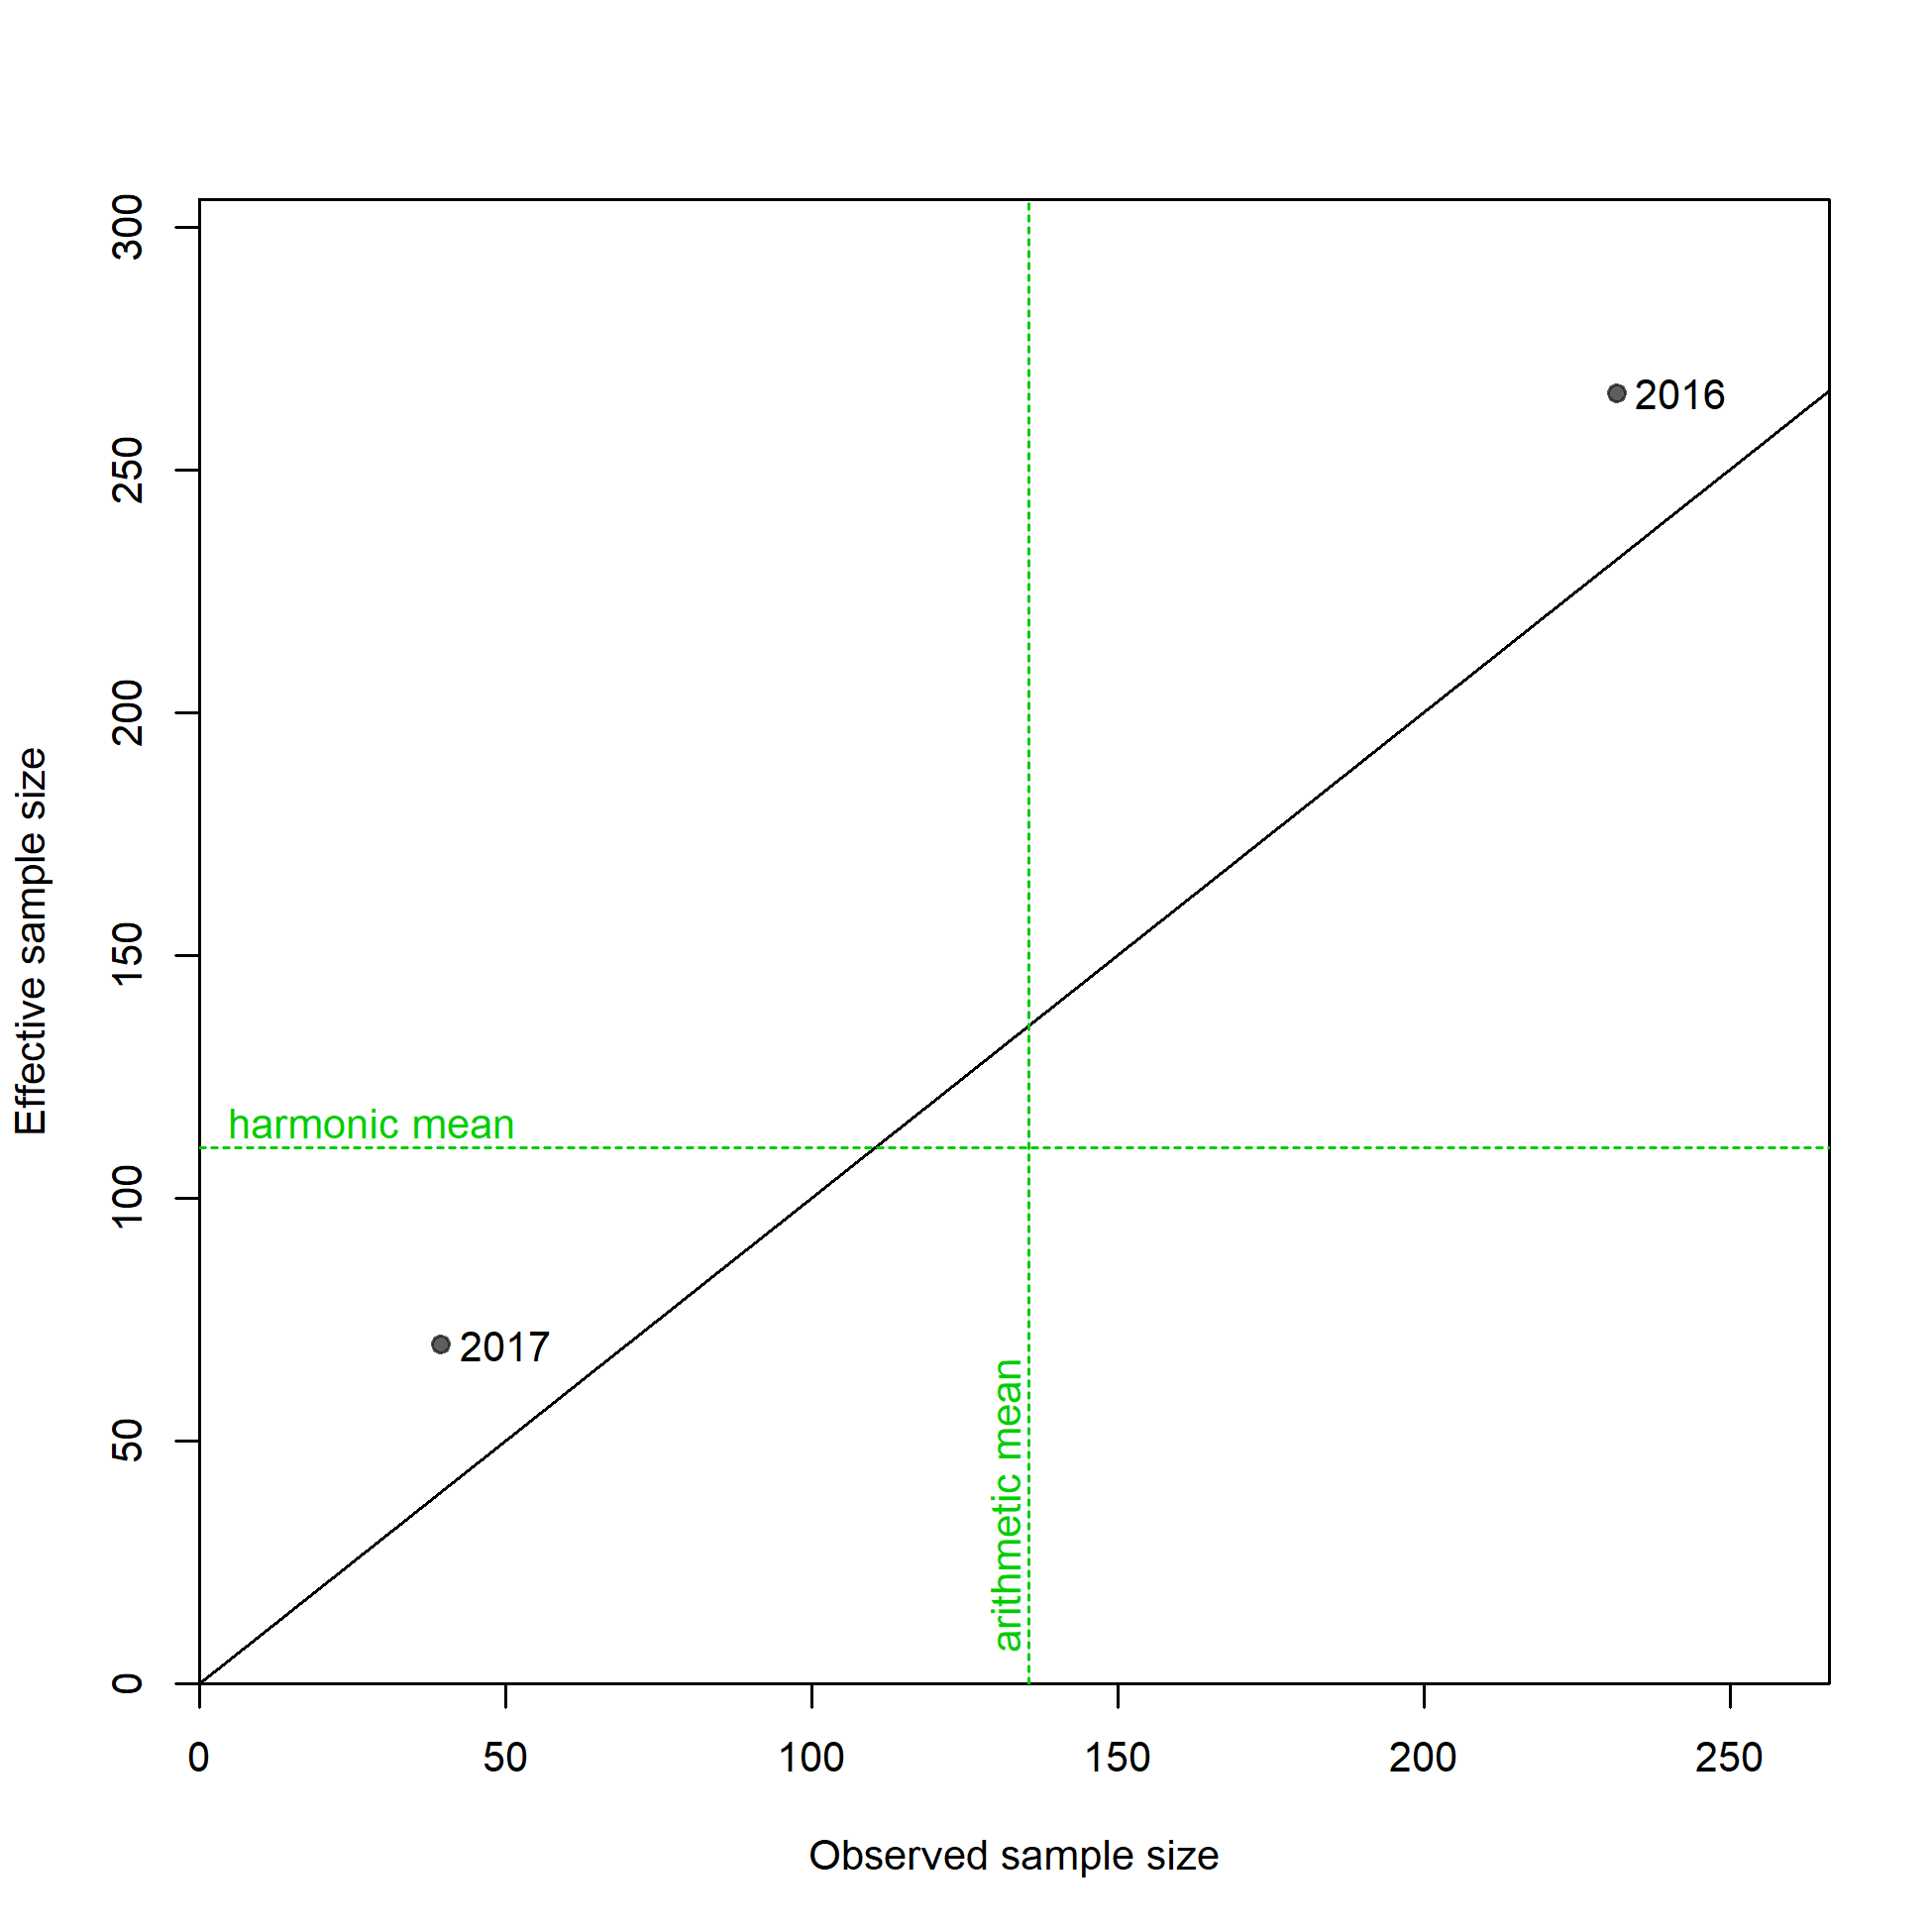 300
250
200
150
100
50
0
Effective sample size
2016
harmonic mean
2017
arithmetic mean
0 50 100 150 200 250
Observed sample size